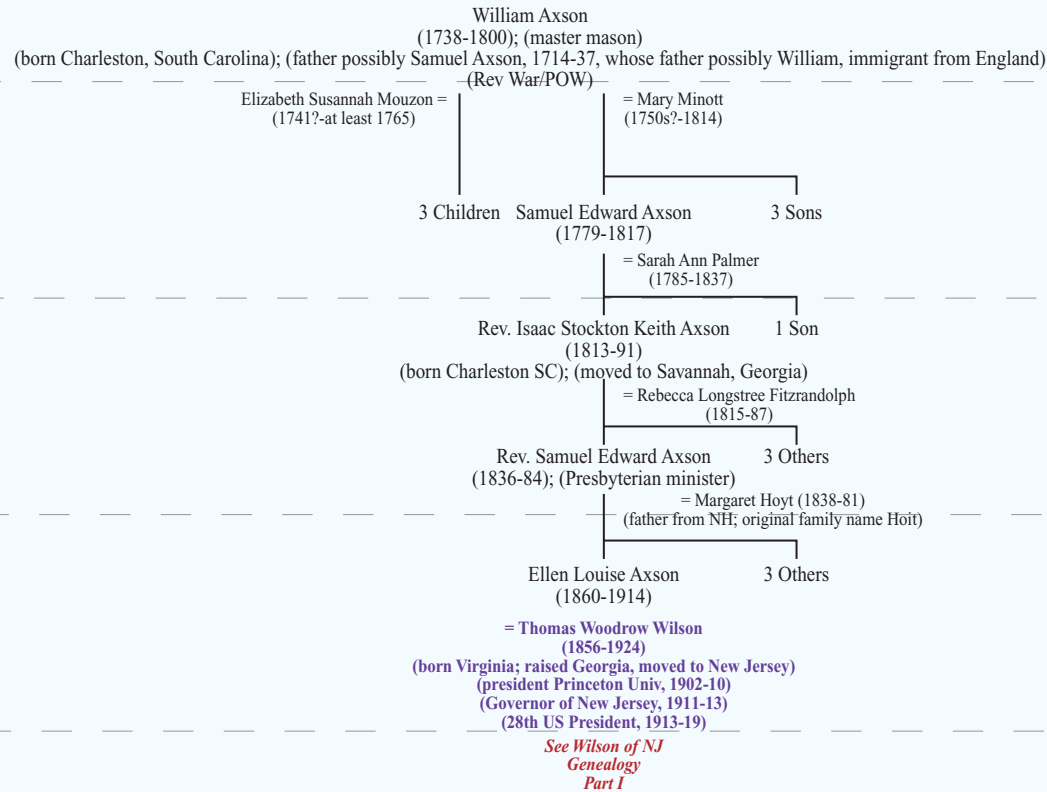 William Axson
(1738-1800); (master mason)
(born Charleston, South Carolina); (father possibly Samuel Axson, 1714-37, whose father possibly William, immigrant from England)
(Rev War/POW)
Elizabeth Susannah Mouzon =
(1741?-at least 1765)
= Mary Minott
(1750s?-1814)
3 Children
Samuel Edward Axson
(1779-1817)
3 Sons
= Sarah Ann Palmer
(1785-1837)
Rev. Isaac Stockton Keith Axson
(1813-91)
(born Charleston SC); (moved to Savannah, Georgia)
1 Son
= Rebecca Longstree Fitzrandolph
(1815-87)
Rev. Samuel Edward Axson
(1836-84); (Presbyterian minister)
3 Others
= Margaret Hoyt (1838-81)
(father from NH; original family name Hoit)
Ellen Louise Axson
(1860-1914)
3 Others
= Thomas Woodrow Wilson
(1856-1924)
(born Virginia; raised Georgia, moved to New Jersey)
(president Princeton Univ, 1902-10)
(Governor of New Jersey, 1911-13)
(28th US President, 1913-19)
See Wilson of NJ
Genealogy
Part I